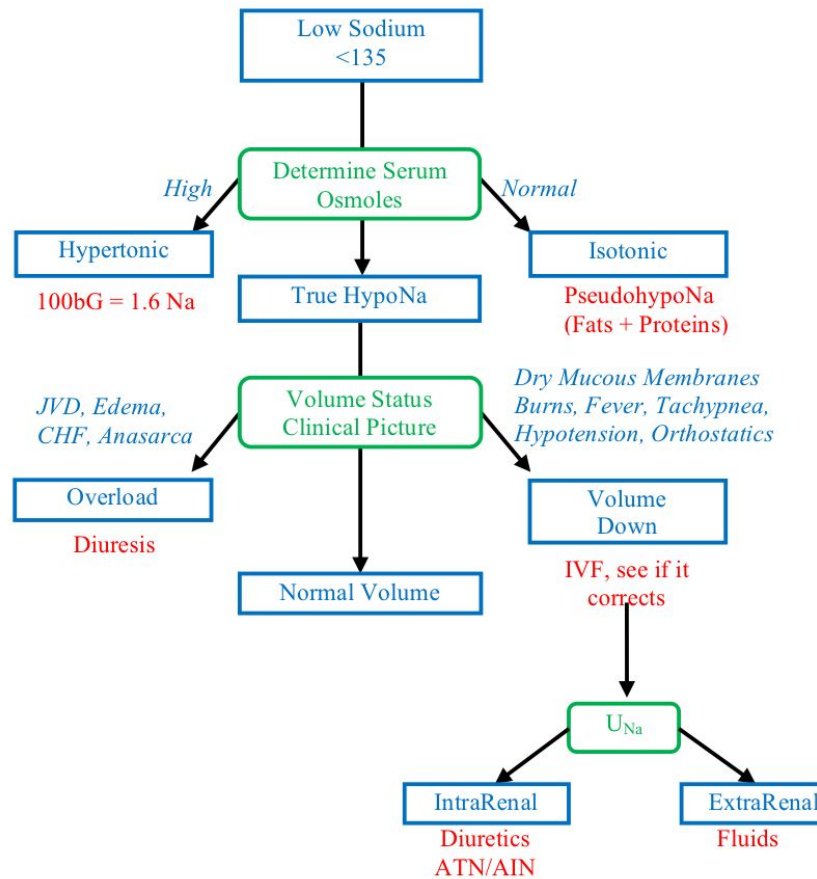 Low Sodium
<135
Determine Serum
Osmoles
High
Normal
Hypertonic
Isotonic
100bG = 1.6 Na
True HypoNa
PseudohypoNa
(Fats + Proteins)
JVD, Edema,
CHF, Anasarca
Volume Status
Clinical Picture
Dry Mucous Membranes
Burns, Fever, Tachypnea,
Hypotension, Orthostatics
Overload
Diuresis
Volume
Down
Normal Volume
IVF, see if it
corrects
UNa
IntraRenal
Diuretics
ATN/AIN
ExtraRenal
Fluids